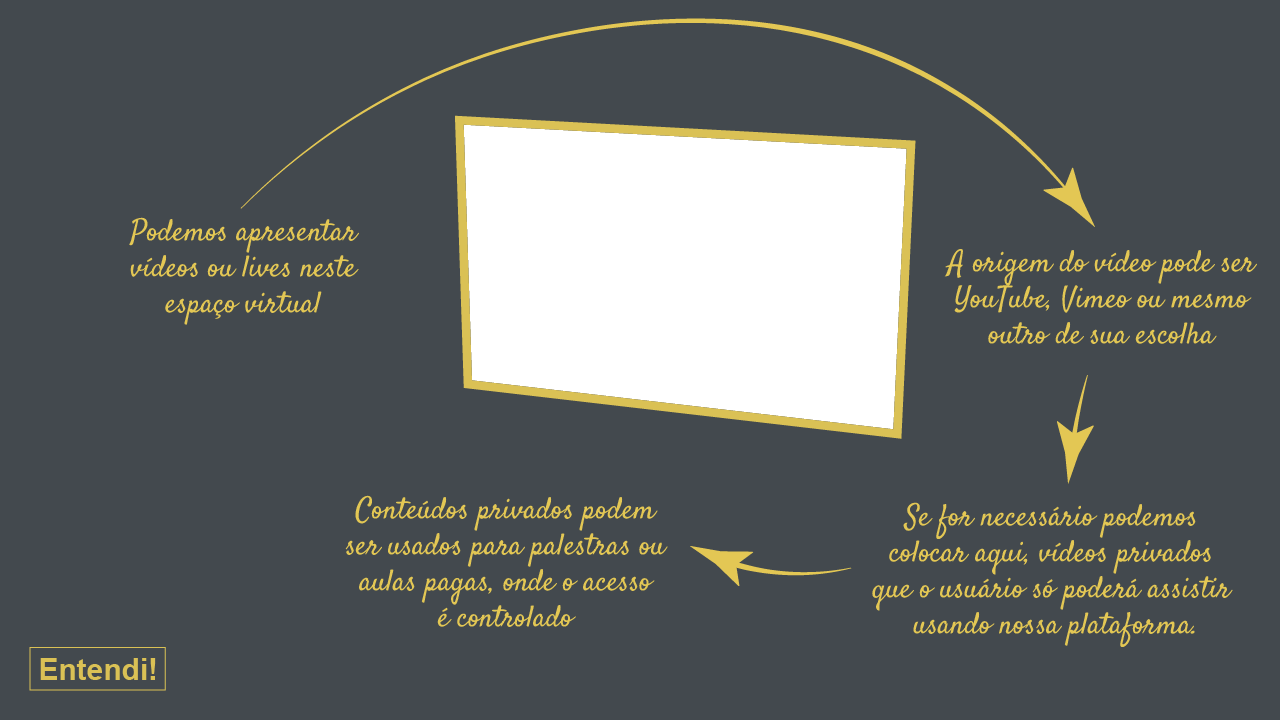 Podemos apresentar
vídeos ou lives neste
espaço virtual
A origem do vídeo pode ser
YouTube, Vimeo ou mesmo
outro de sua escolha
Se for necessário podemos
colocar aqui, vídeos privados
que o usuário só poderá assistir
usando nossa plataforma.
Conteúdos privados podem
ser usados para palestras ou
aulas pagas, onde o acesso
é controlado
Entendi!